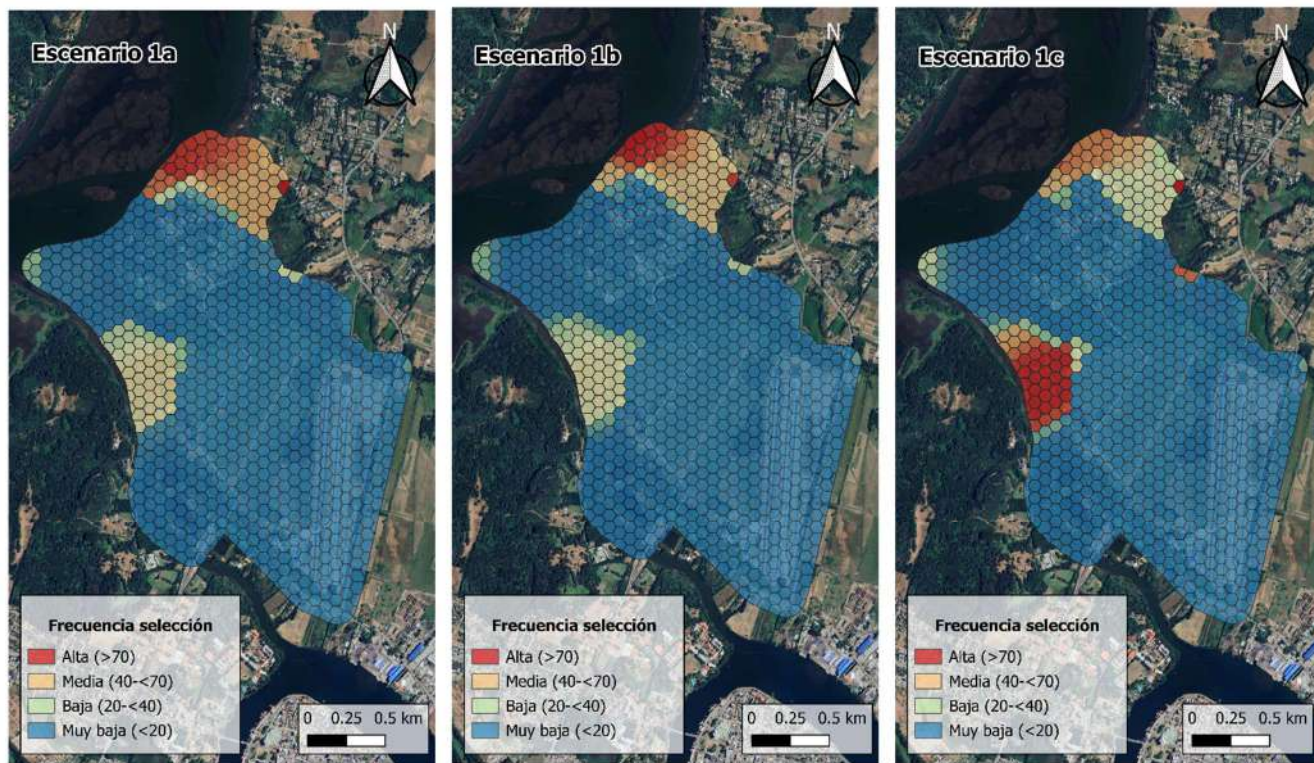 Escenario 1a
N
Frecuencia selección
Alta (>70)
Media (40-<70)
Baja (20-<40)
Muy baja (<20)
0 0.25 0.5 km
Escenario 1b
N
Frecuencia selección
Alta (>70)
Media (40-<70)
Baja (20-<40)
Muy baja (<20)
0 0.25 0.5 km
Escenario 1c
N
Frecuencia selección
Alta (>70)
Media (40-<70)
Baja (20-<40)
Muy baja (<20)
0 0.25 0.5 km